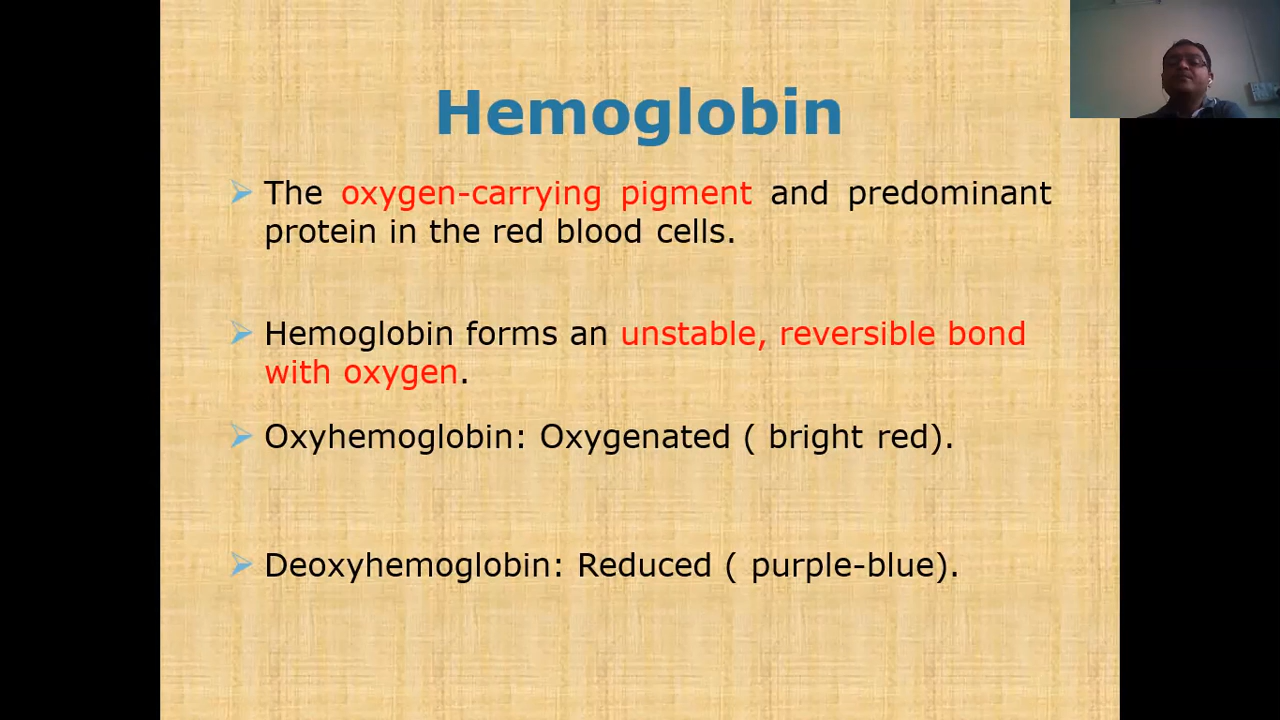 Hemoglobin
The oxygen-carrying pigment and predominant
protein in the red blood cells.
Hemoglobin forms an unstable, reversible bond
with oxygen.
Oxyhemoglobin: Oxygenated ( bright red).
Deoxyhemoglobin: Reduced ( purple-blue).